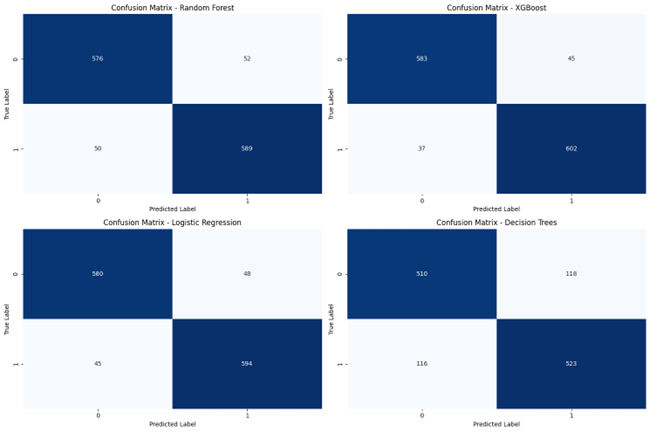 Confusion Matrix - Random Forest
0
576
52
True Label
1
50
589
0
1
Predicted Label
Confusion Matrix - XGBoost
0
583
45
True Label
1
37
602
0
1
Predicted Label
Confusion Matrix - Logistic Regression
0
580
48
True Label
1
45
594
0
1
Predicted Label
Confusion Matrix - Decision Trees
0
510
118
True Label
1
116
523
0
1
Predicted Label